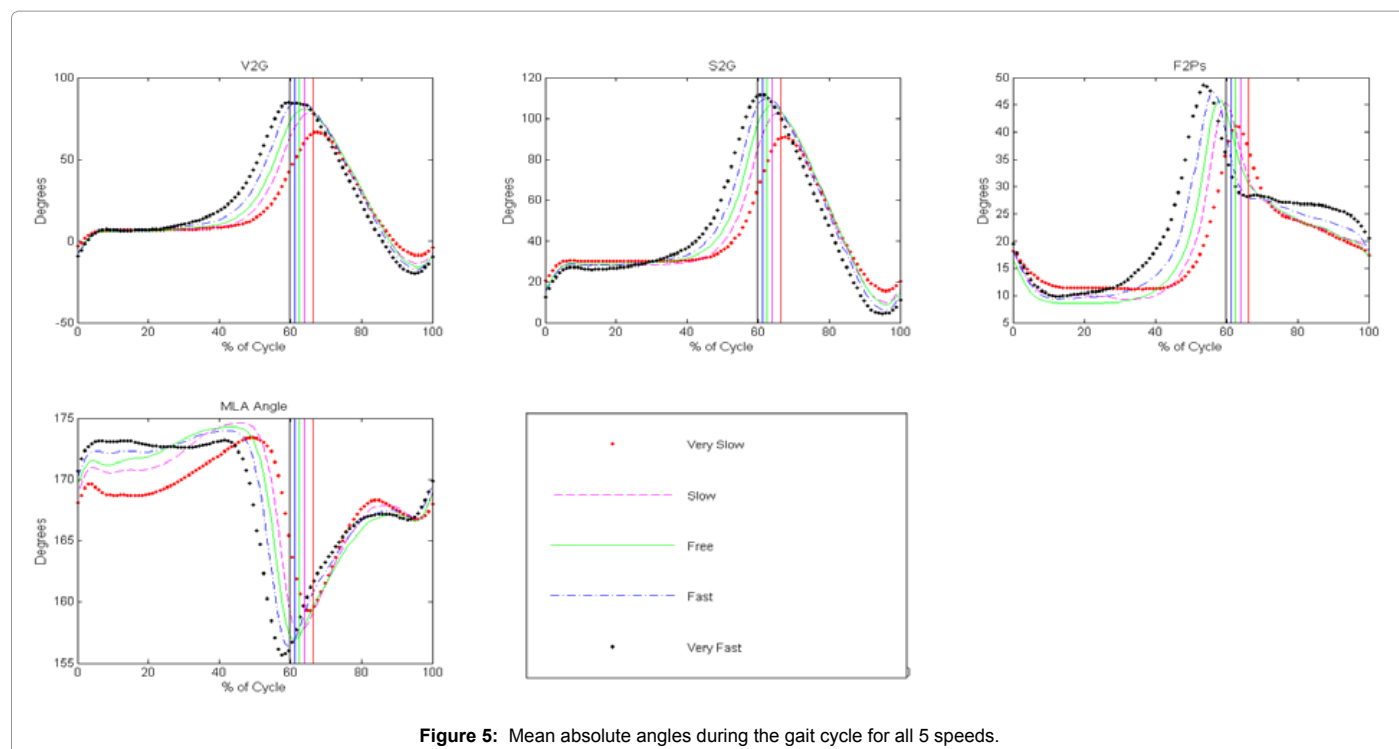 V2G
100
50
0
-50
Degrees
0 20 40 60 80 100
% of Cycle
S2G
120
100
80
60
40
20
0
Degrees
0 20 40 60 80 100
% of Cycle
F2Ps
50
45
40
35
30
25
20
15
10
5
Degrees
0 20 40 60 80 100
% of Cycle
MLA Angle
175
170
165
160
155
Degrees
0 20 40 60 80 100
% of Cycle
Very Slow
Slow
Free
Fast
Very Fast
Figure 5: Mean absolute angles during the gait cycle for all 5 speeds.